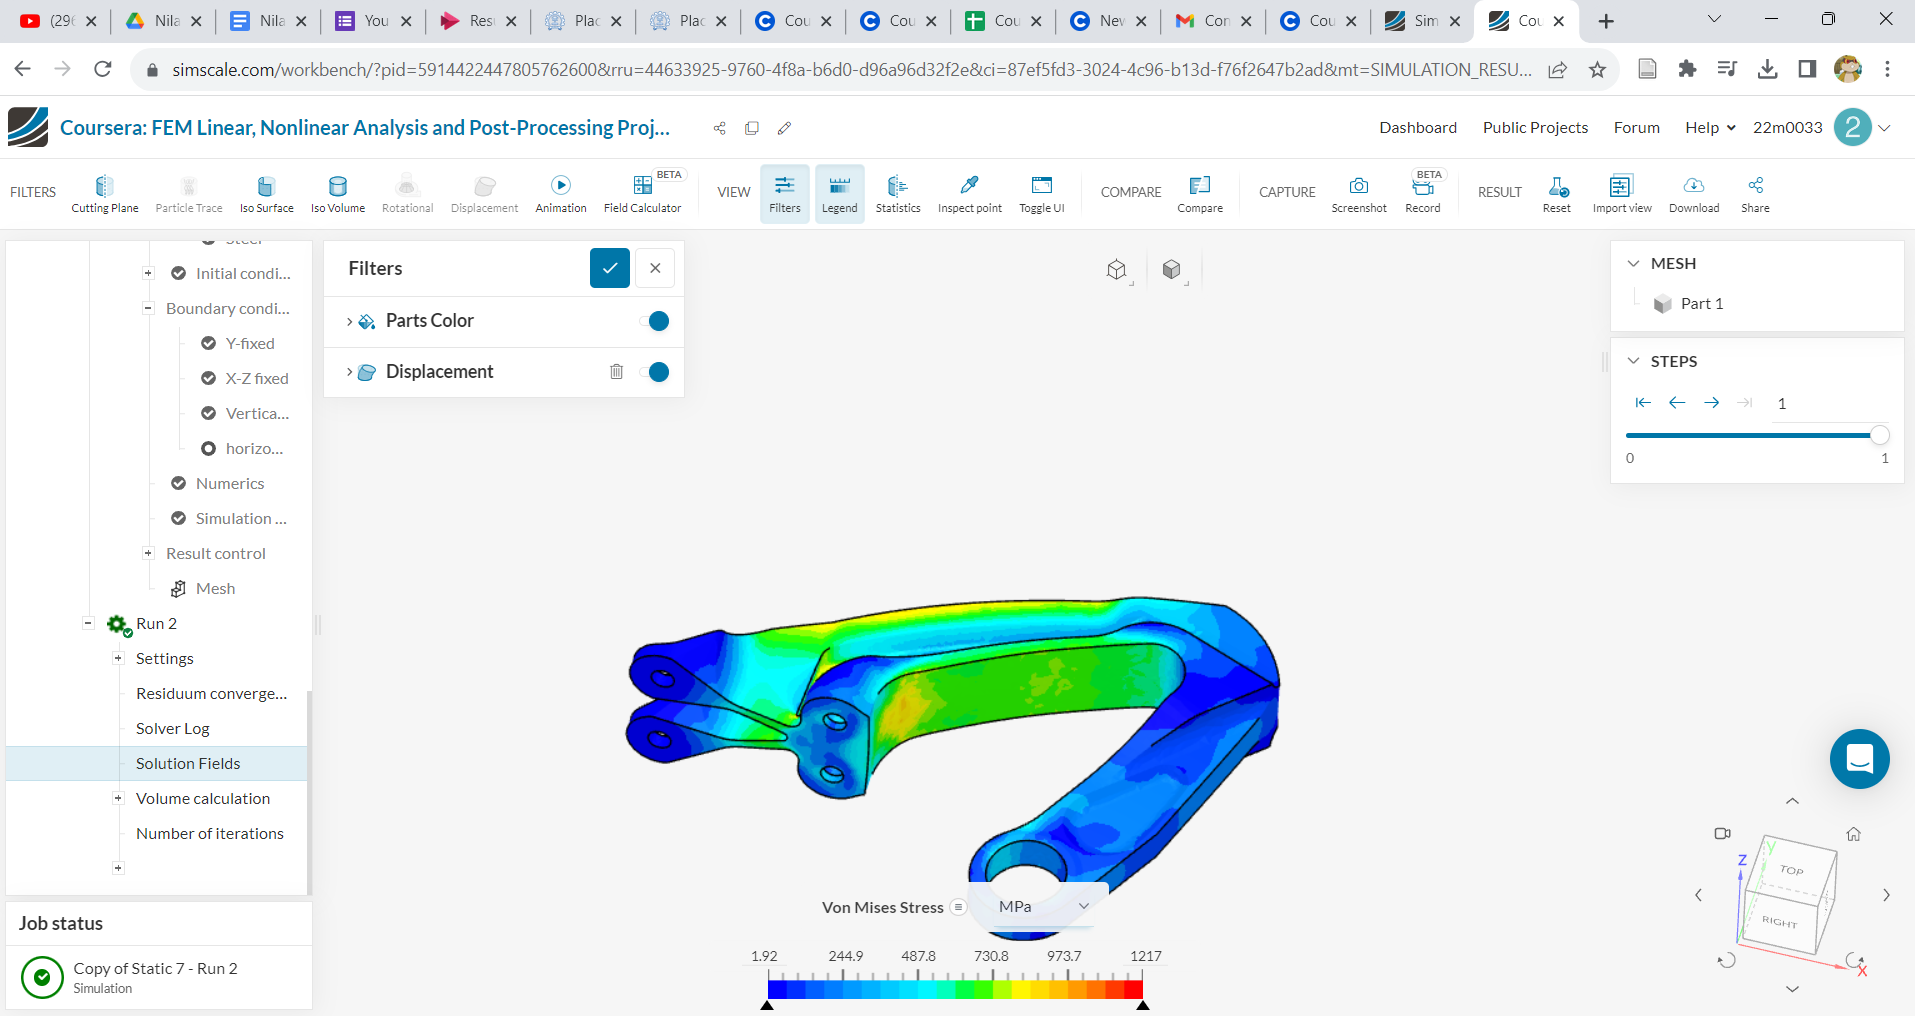 (296
Nila
Nila
You
Res
Plac
Plac
Cou
Cou
Cou
New
Con
Cou
Sim
Cou
simscale.com/workbench/?pid=5914422447805762600&rru=44633925-9760-4f8a-b6d0-d96a96d32f2e&ci=87ef5fd3-3024-4c96-b13d-f76f2647b2ad&mt=SIMULATION_RESU...
Coursera: FEM Linear, Nonlinear Analysis and Post-Processing Proj...
Dashboard
Public Projects
Forum
Help
22m0033
2
FILTERS
Cutting Plane
Particle Trace
Iso Surface
Iso Volume
Rotational
Displacement
Animation
BETA
Field Calculator
VIEW
Filters
Legend
Statistics
Inspect point
Toggle UI
COMPARE
Compare
CAPTURE
Screenshot
BETA
Record
RESULT
Reset
Import view
Download
Share
Steel
Initial condi...
Boundary condi...
Y-fixed
X-Z fixed
Vertica...
horizo...
Numerics
Simulation ...
Result control
Mesh
Run 2
Settings
Residuum converge...
Solver Log
Solution Fields
Volume calculation
Number of iterations
Job status
Copy of Static 7 - Run 2
Simulation
Filters
Parts Color
Displacement
MESH
Part 1
STEPS
1
0
1
Von Mises Stress
MPa
1.92
244.9
487.8
730.8
973.7
1217
Z
Y
TOP
RIGHT
X